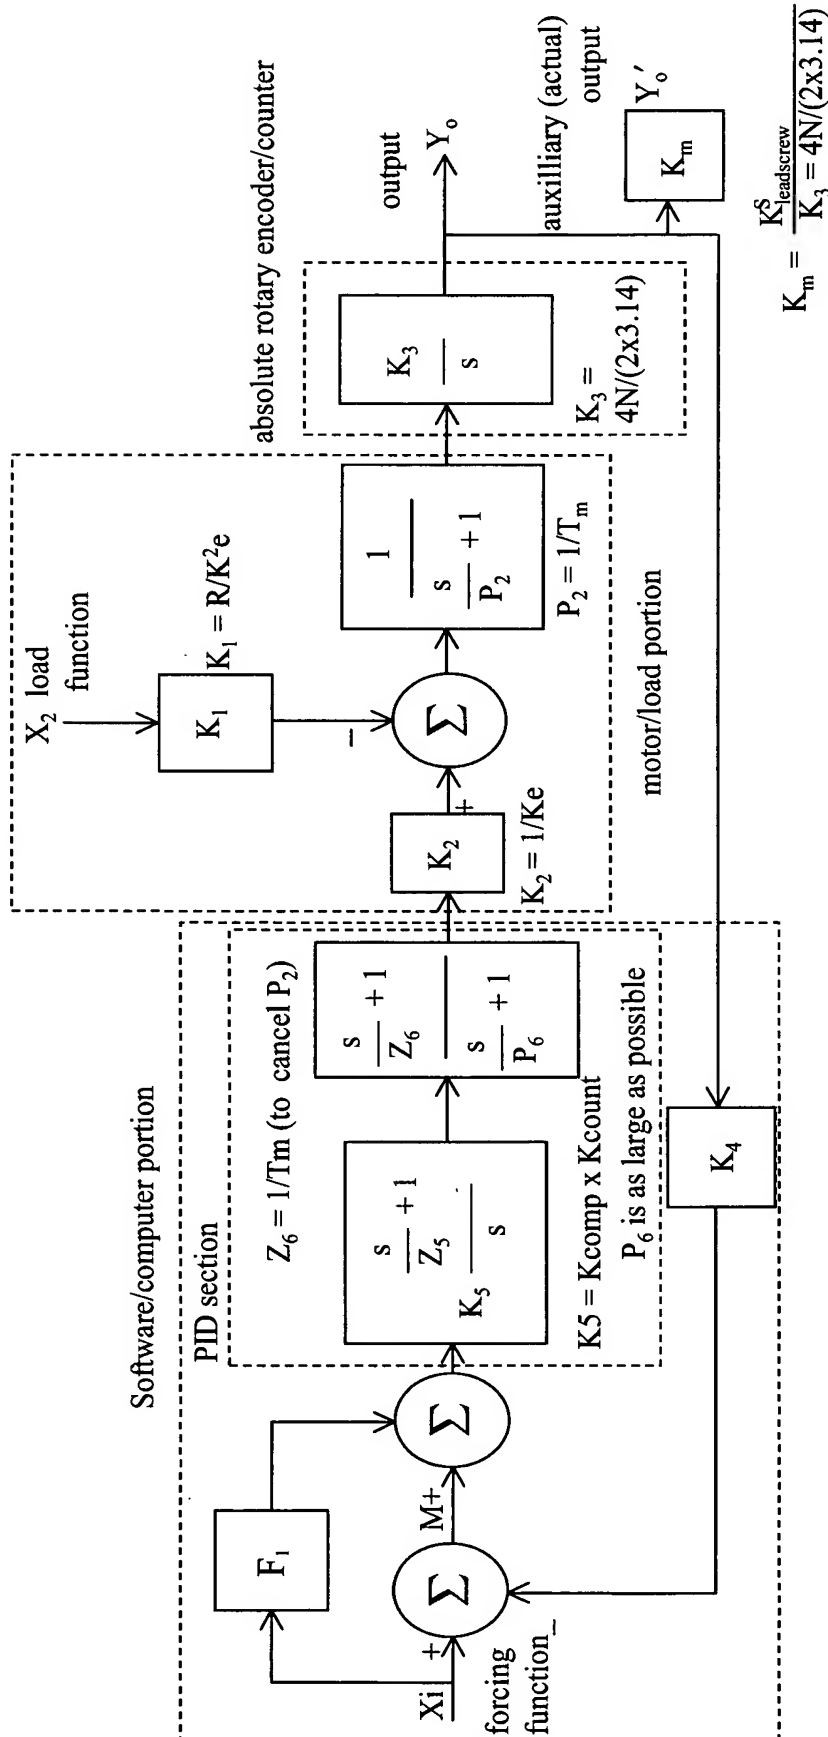 Software/computer portion
PID section
Z₆ = 1/Tm (to cancel P₂)
F₁
Xi
+
forcing
function
−
Σ
M+
Σ
K₅
s/Z₅ + 1
s
K5 = Kcomp x Kcount
s/Z₆ + 1
s/P₆ + 1
P₆ is as large as possible
K₄
K₂
K₂ = 1/Ke
+
X₂ load
function
K₁
K₁ = R/K²e
−
Σ
1
s/P₂ + 1
P₂ = 1/Tₘ
motor/load portion
absolute rotary encoder/counter
K₃
s
K₃ =
4N/(2x3.14)
output
Yₒ
auxilliary (actual)
output
Kₘ
Yₒ′
Kₘ =
Kˢleadscrew
K₃ = 4N/(2x3.14)